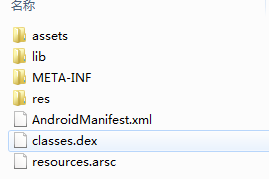 名称
assets
lib
META-INF
res
AndroidManifest.xml
classes.dex
resources.arsc